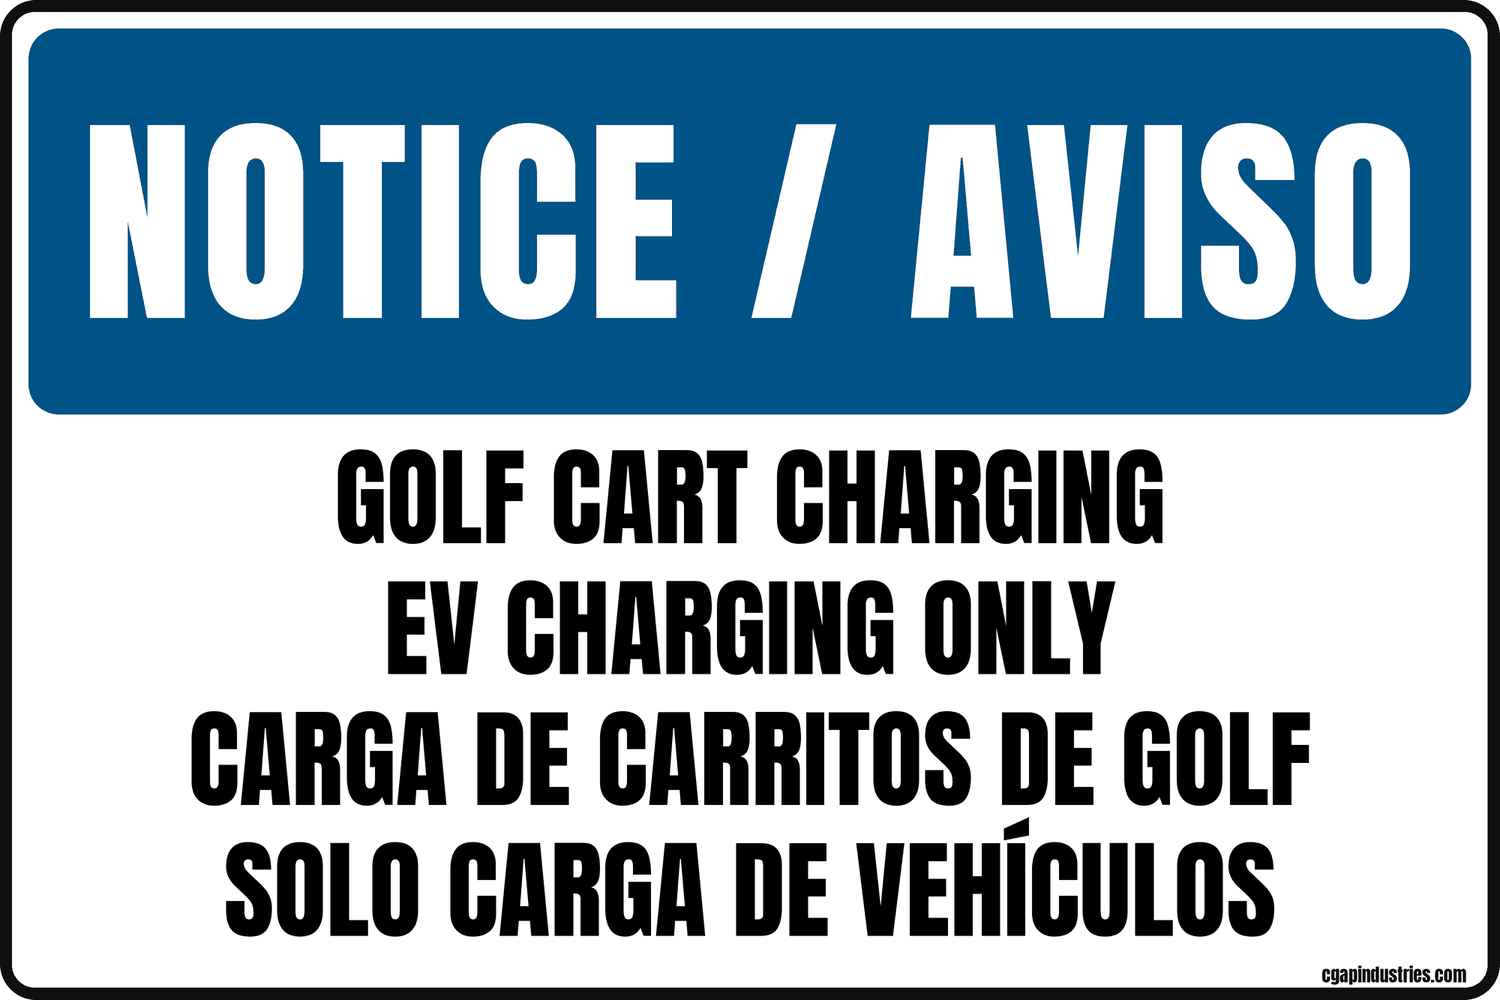 NOTICE / AVISO
GOLF CART CHARGING
EV CHARGING ONLY
CARGA DE CARRITOS DE GOLF
SOLO CARGA DE VEHÍCULOS
cgapindustries.com